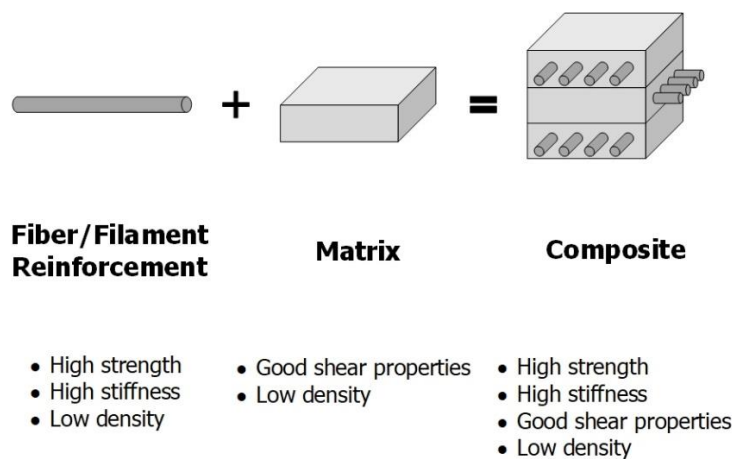 +
=
Fiber/Filament
Reinforcement
Matrix
Composite
• High strength
• High stiffness
• Low density
• Good shear properties
• Low density
• High strength
• High stiffness
• Good shear properties
• Low density